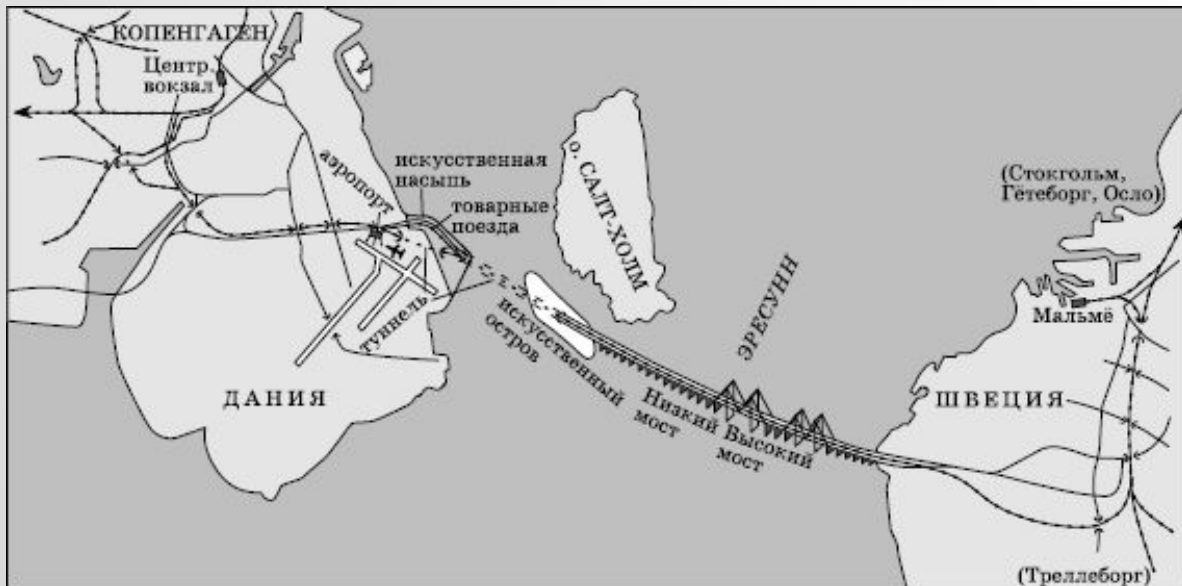 КОПЕНГАГЕН
Центр.
вокзал
аэропорт
искусственная
насыпь
товарные
поезда
туннель
о. САЛТ-ХОЛМ
искусственный
остров
ЭРЕСУНН
Низкий
мост
Высокий
мост
ДАНИЯ
(Стокгольм,
Гётеборг, Осло)
Мальмё
ШВЕЦИЯ
(Треллеборг)